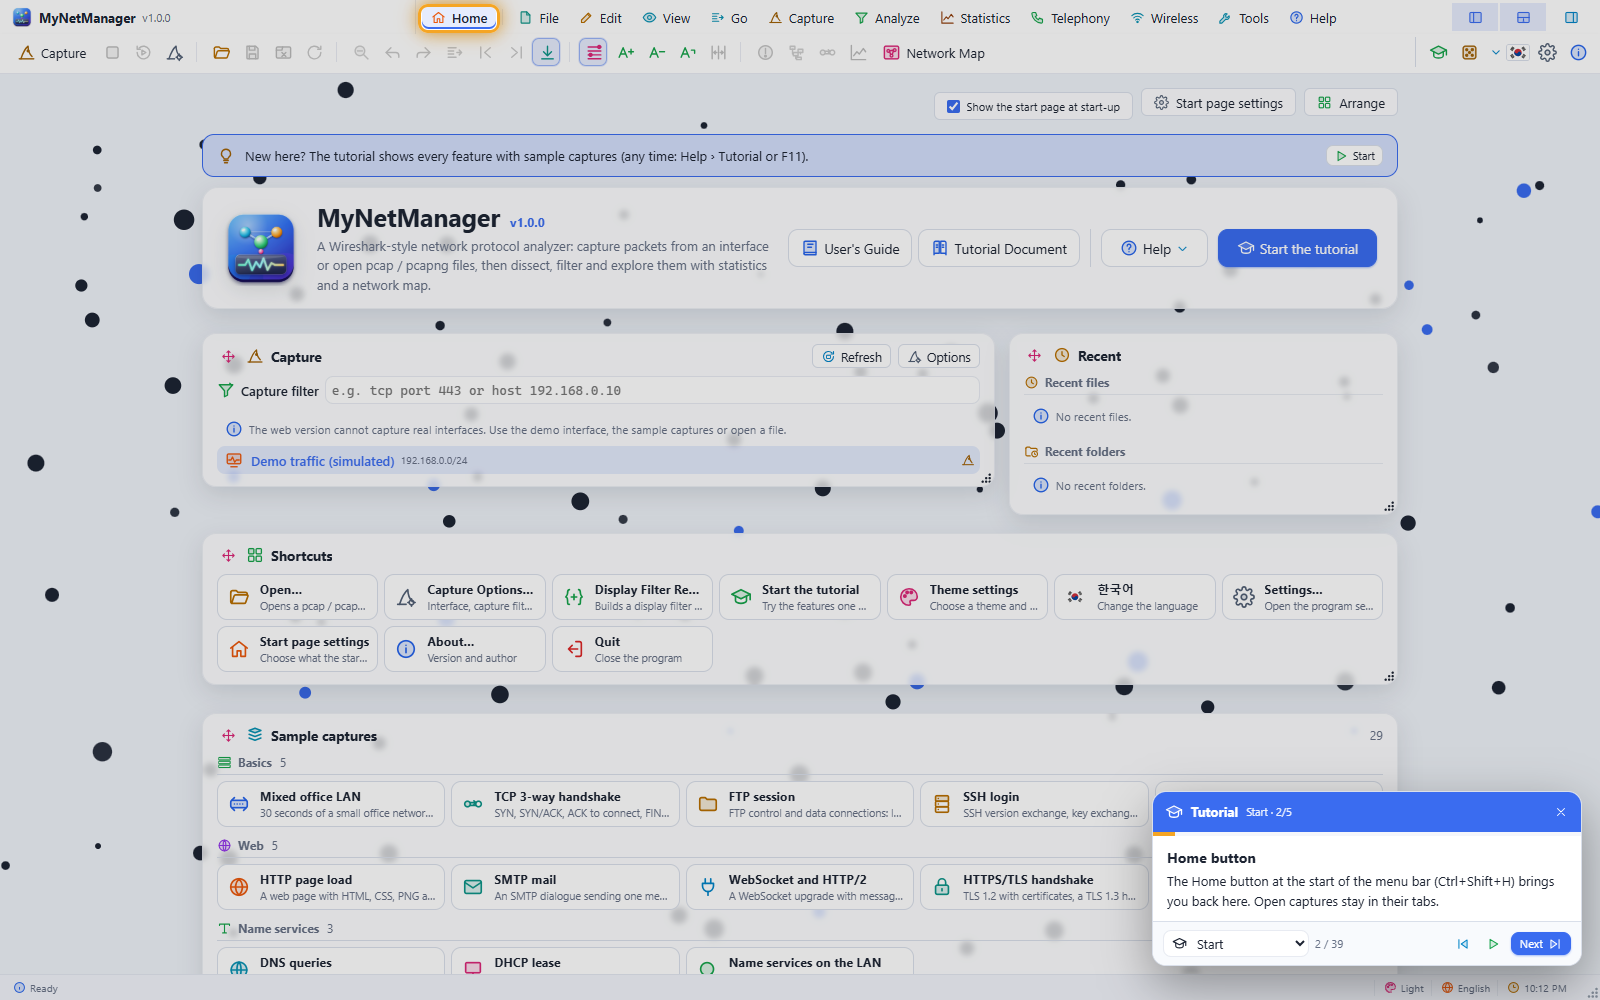 MyNetManager v1.0.0
Home File Edit View Go Capture Analyze Statistics Telephony Wireless Tools Help
Capture A+ A- Network Map
Show the start page at start-up Start page settings Arrange
New here? The tutorial shows every feature with sample captures (any time: Help › Tutorial or F11). Start
MyNetManager v1.0.0
A Wireshark-style network protocol analyzer: capture packets from an interface
or open pcap / pcapng files, then dissect, filter and explore them with statistics
and a network map.
User's Guide Tutorial Document Help Start the tutorial
Capture Refresh Options
Capture filter e.g. tcp port 443 or host 192.168.0.10
The web version cannot capture real interfaces. Use the demo interface, the sample captures or open a file.
Demo traffic (simulated) 192.168.0.0/24
Recent
Recent files
No recent files.
Recent folders
No recent folders.
Shortcuts
Open... Capture Options... Display Filter Re... Start the tutorial Theme settings 한국어 Settings...
Opens a pcap / pcap... Interface, capture filt... Builds a display filter ... Try the features one ... Choose a theme and ... Change the language Open the program se...
Start page settings About... Quit
Choose what the star... Version and author Close the program
Sample captures 29
Basics 5
Mixed office LAN TCP 3-way handshake FTP session SSH login
30 seconds of a small office networ... SYN, SYN/ACK, ACK to connect, FIN... FTP control and data connections: l... SSH version exchange, key exchang...
Web 5
HTTP page load SMTP mail WebSocket and HTTP/2 HTTPS/TLS handshake
A web page with HTML, CSS, PNG a... An SMTP dialogue sending one me... A WebSocket upgrade with messag... TLS 1.2 with certificates, a TLS 1.3 h...
Name services 3
DNS queries DHCP lease Name services on the LAN
Tutorial Start · 2/5
Home button
The Home button at the start of the menu bar (Ctrl+Shift+H) brings
you back here. Open captures stay in their tabs.
Start 2 / 39 Next
Ready Light English 10:12 PM